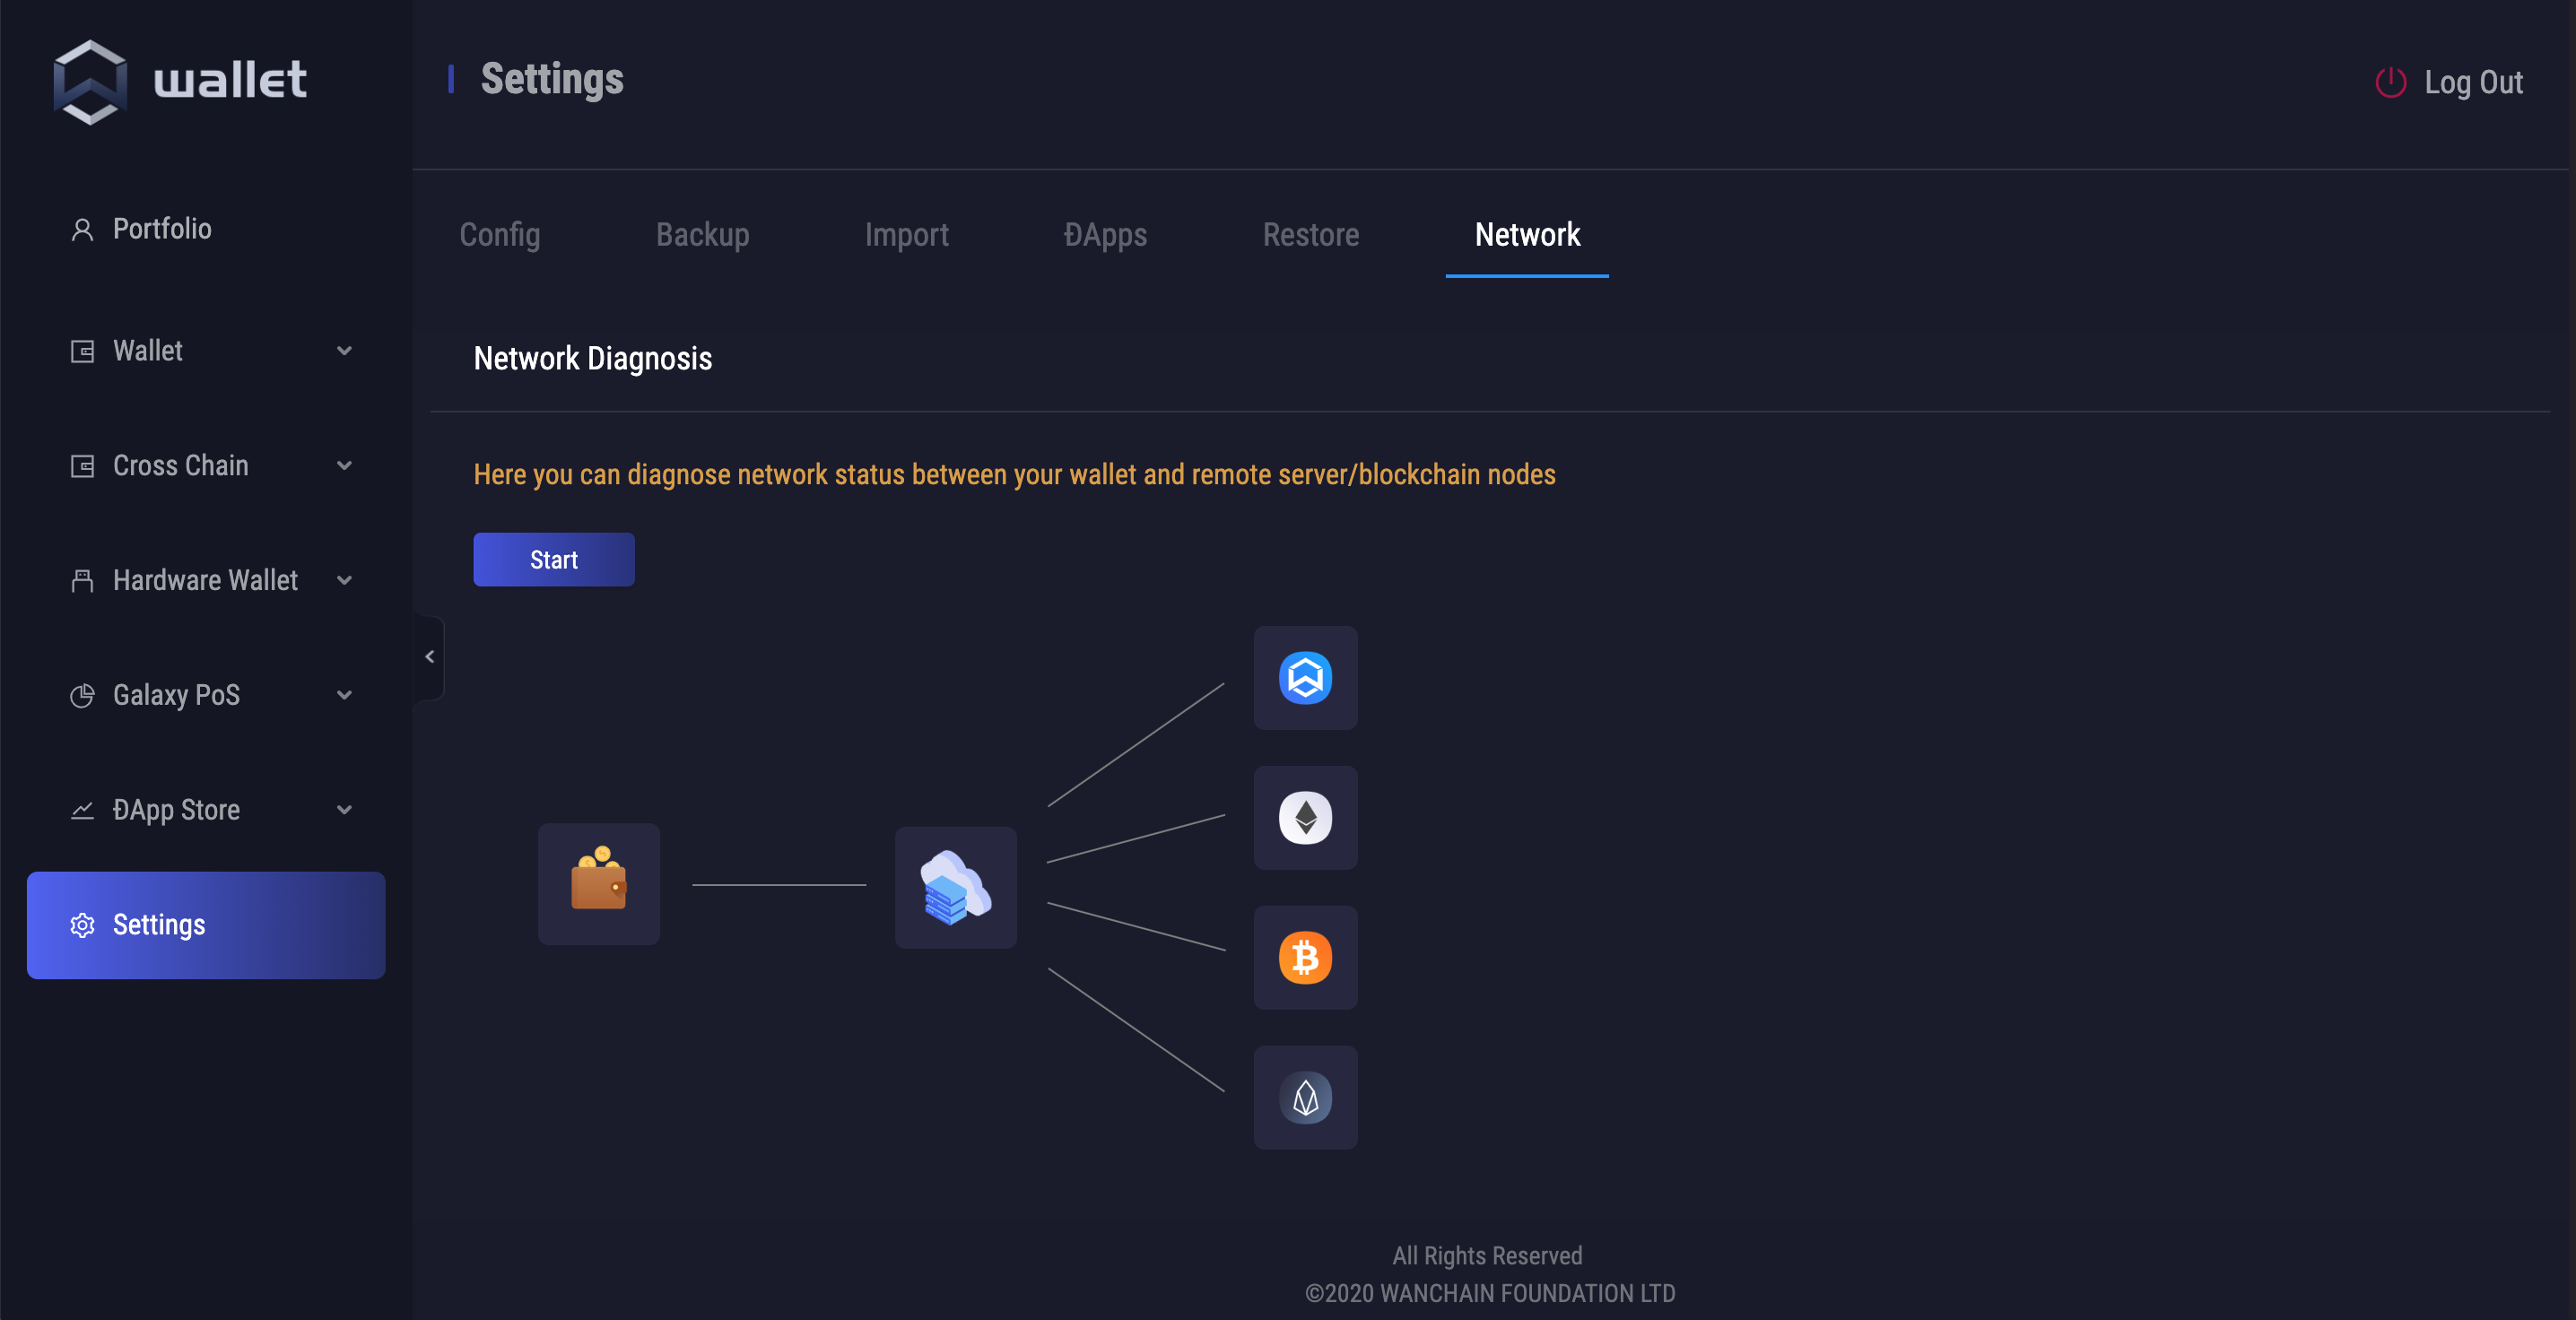 wallet
Settings
Log Out
Portfolio
Wallet
Cross Chain
Hardware Wallet
Galaxy PoS
ÐApp Store
Settings
Config Backup Import ÐApps Restore Network
Network Diagnosis
Here you can diagnose network status between your wallet and remote server/blockchain nodes
Start
All Rights Reserved
©2020 WANCHAIN FOUNDATION LTD